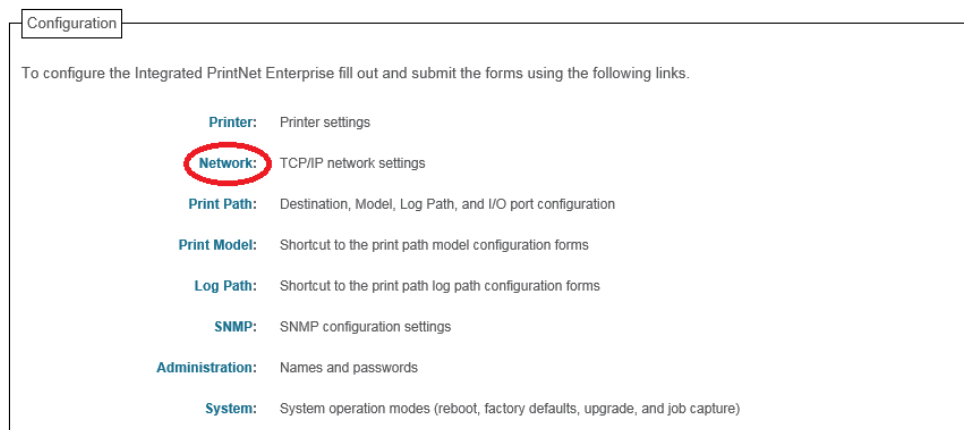 Configuration
To configure the Integrated PrintNet Enterprise fill out and submit the forms using the following links.
Printer: Printer settings
Network: TCP/IP network settings
Print Path: Destination, Model, Log Path, and I/O port configuration
Print Model: Shortcut to the print path model configuration forms
Log Path: Shortcut to the print path log path configuration forms
SNMP: SNMP configuration settings
Administration: Names and passwords
System: System operation modes (reboot, factory defaults, upgrade, and job capture)